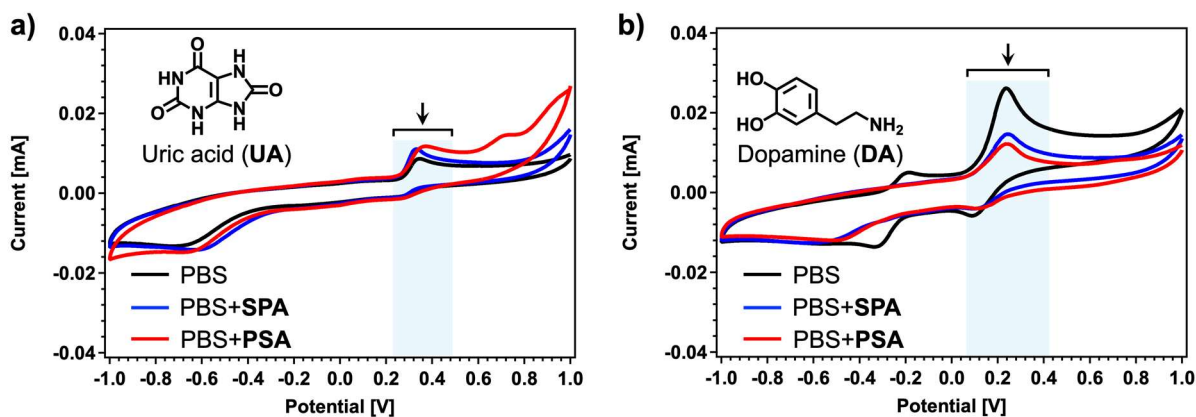 a)
0.04
0.02
0.00
-0.02
-0.04
Current [mA]
O
H
N
NH
O
O
N
H
N
H
Uric acid (UA)
PBS
PBS+SPA
PBS+PSA
-1.0 -0.8 -0.6 -0.4 -0.2 0.0 0.2 0.4 0.6 0.8 1.0
Potential [V]
b)
0.04
0.02
0.00
-0.02
-0.04
Current [mA]
HO
HO
NH2
Dopamine (DA)
PBS
PBS+SPA
PBS+PSA
-1.0 -0.8 -0.6 -0.4 -0.2 0.0 0.2 0.4 0.6 0.8 1.0
Potential [V]